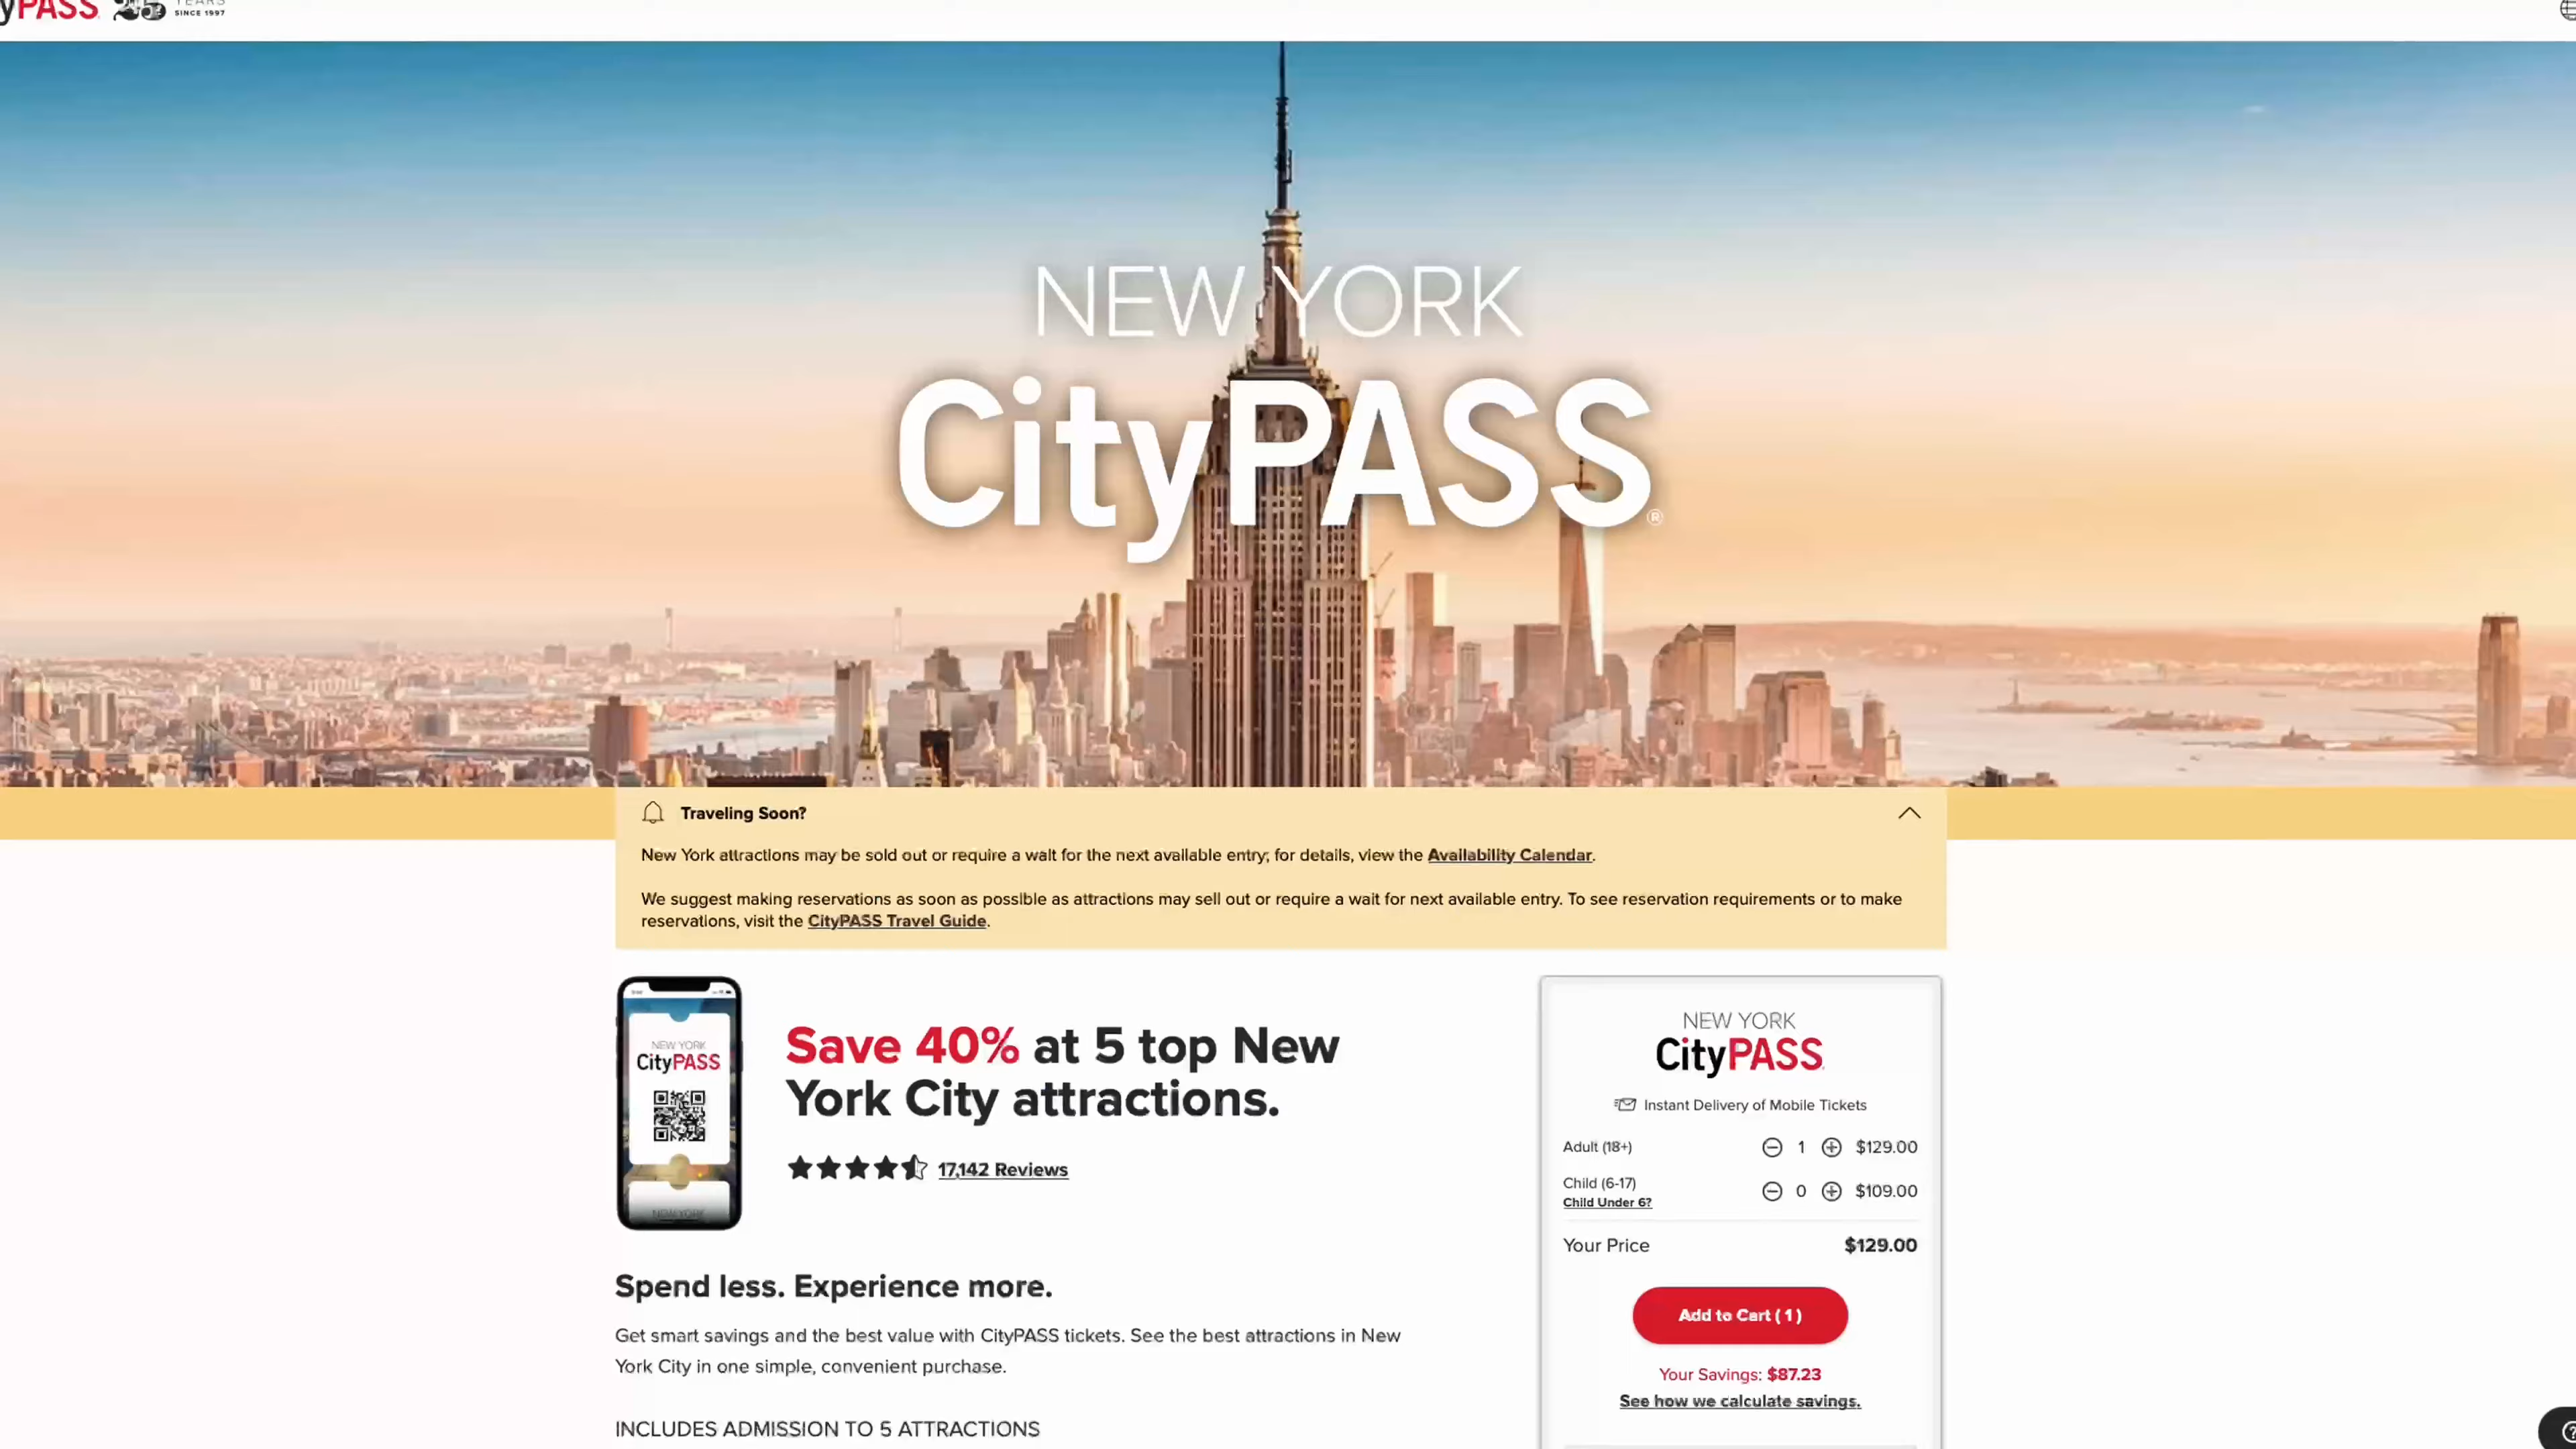 yPASS 25 YEARS
SINCE 1997
NEW YORK
CityPASS®
Traveling Soon?
New York attractions may be sold out or require a wait for the next available entry; for details, view the Availability Calendar.
We suggest making reservations as soon as possible as attractions may sell out or require a wait for next available entry. To see reservation requirements or to make
reservations, visit the CityPASS Travel Guide.
NEW YORK
CityPASS
NEW YORK
Save 40% at 5 top New
York City attractions.
17,142 Reviews
Spend less. Experience more.
Get smart savings and the best value with CityPASS tickets. See the best attractions in New
York City in one simple, convenient purchase.
INCLUDES ADMISSION TO 5 ATTRACTIONS
NEW YORK
CityPASS
Instant Delivery of Mobile Tickets
Adult (18+) 1 $129.00
Child (6-17) 0 $109.00
Child Under 6?
Your Price $129.00
Add to Cart ( 1 )
Your Savings: $87.23
See how we calculate savings.